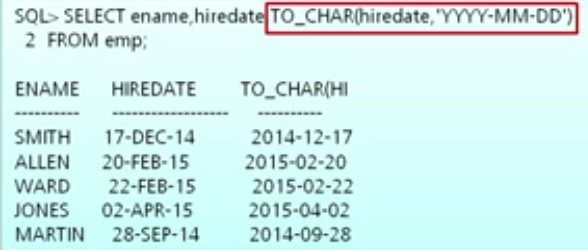 SQL> SELECT ename,hiredate TO_CHAR(hiredate,'YYYY-MM-DD')
2 FROM emp;
ENAME HIREDATE TO_CHAR(HI
---------- ------------------ ----------
SMITH 17-DEC-14 2014-12-17
ALLEN 20-FEB-15 2015-02-20
WARD 22-FEB-15 2015-02-22
JONES 02-APR-15 2015-04-02
MARTIN 28-SEP-14 2014-09-28